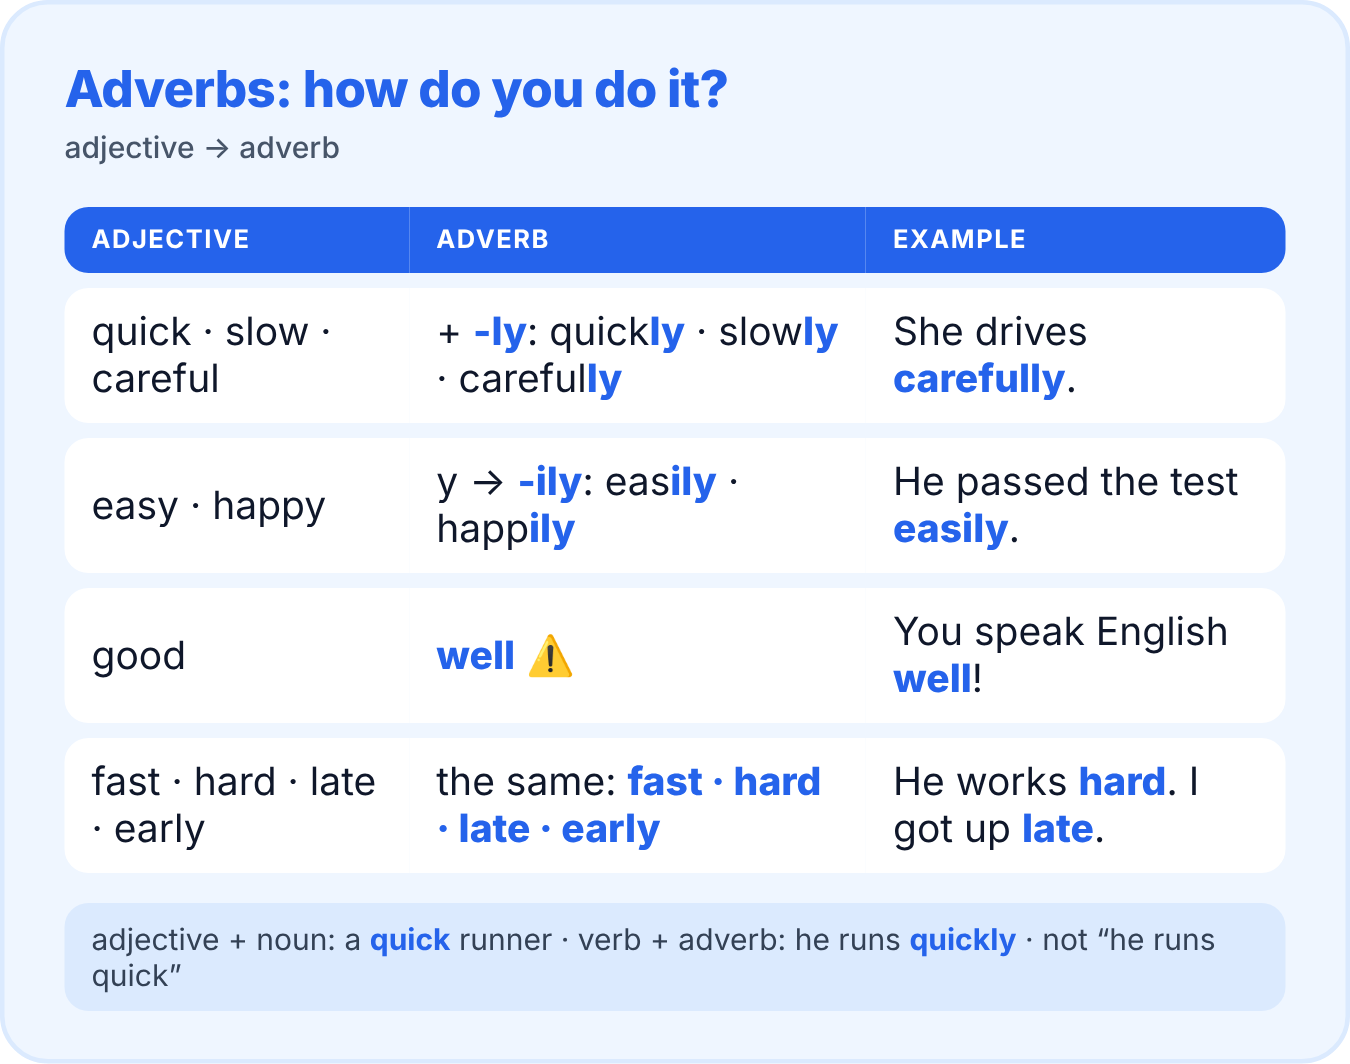 Adverbs: how do you do it?
adjective → adverb
ADJECTIVE ADVERB EXAMPLE
quick · slow ·
careful
+ -ly: quickly · slowly
· carefully
She drives
carefully.
easy · happy
y → -ily: easily ·
happily
He passed the test
easily.
good
well ⚠️
You speak English
well!
fast · hard · late
· early
the same: fast · hard
· late · early
He works hard. I
got up late.
adjective + noun: a quick runner · verb + adverb: he runs quickly · not “he runs
quick”